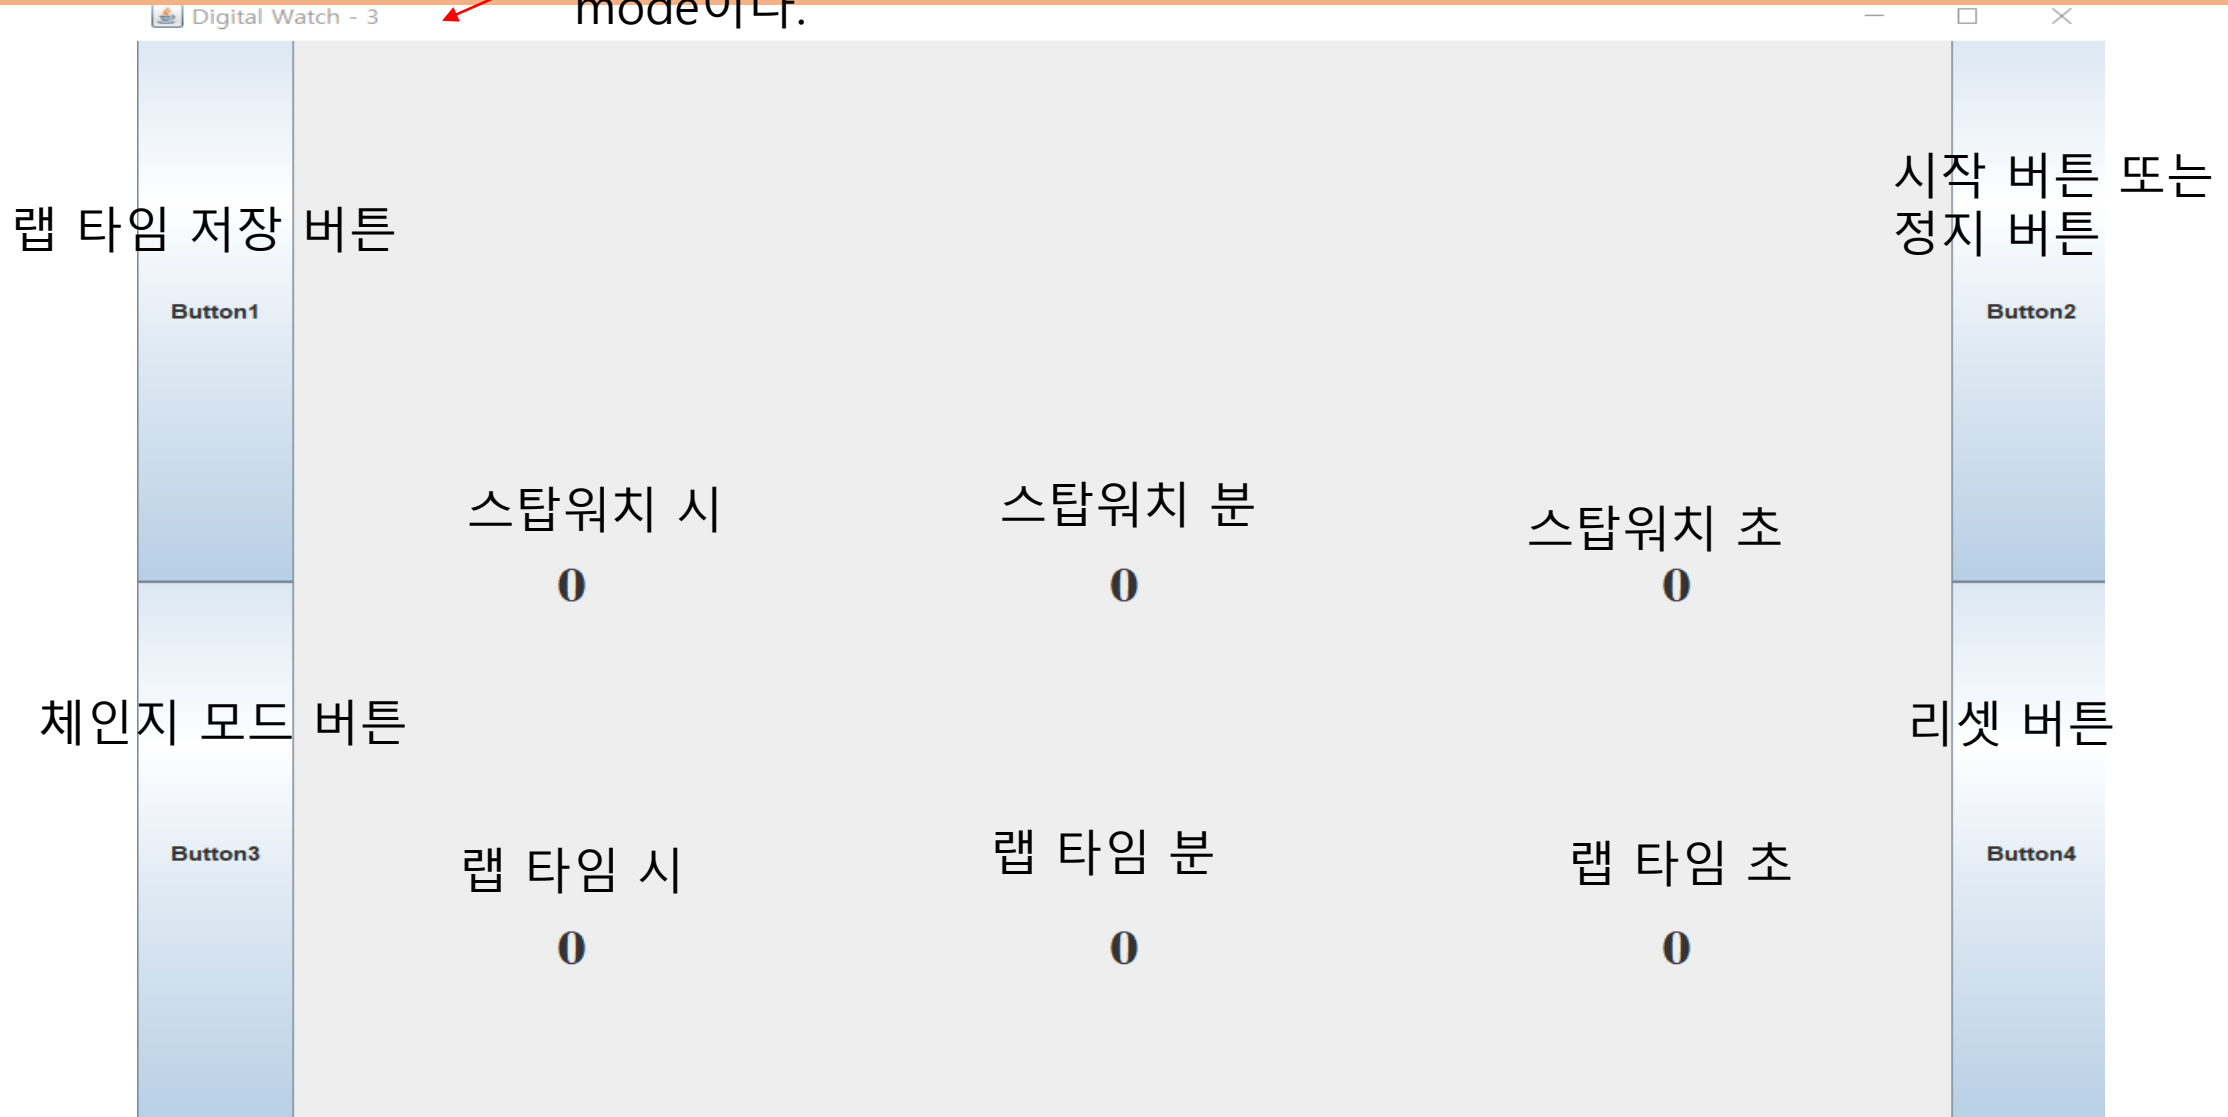 Digital Watch - 3
mode이다.
랩 타임 저장 버튼
시작 버튼 또는
정지 버튼
Button1
Button2
스탑워치 시
스탑워치 분
스탑워치 초
0
0
0
체인지 모드 버튼
리셋 버튼
Button3
Button4
랩 타임 시
랩 타임 분
랩 타임 초
0
0
0